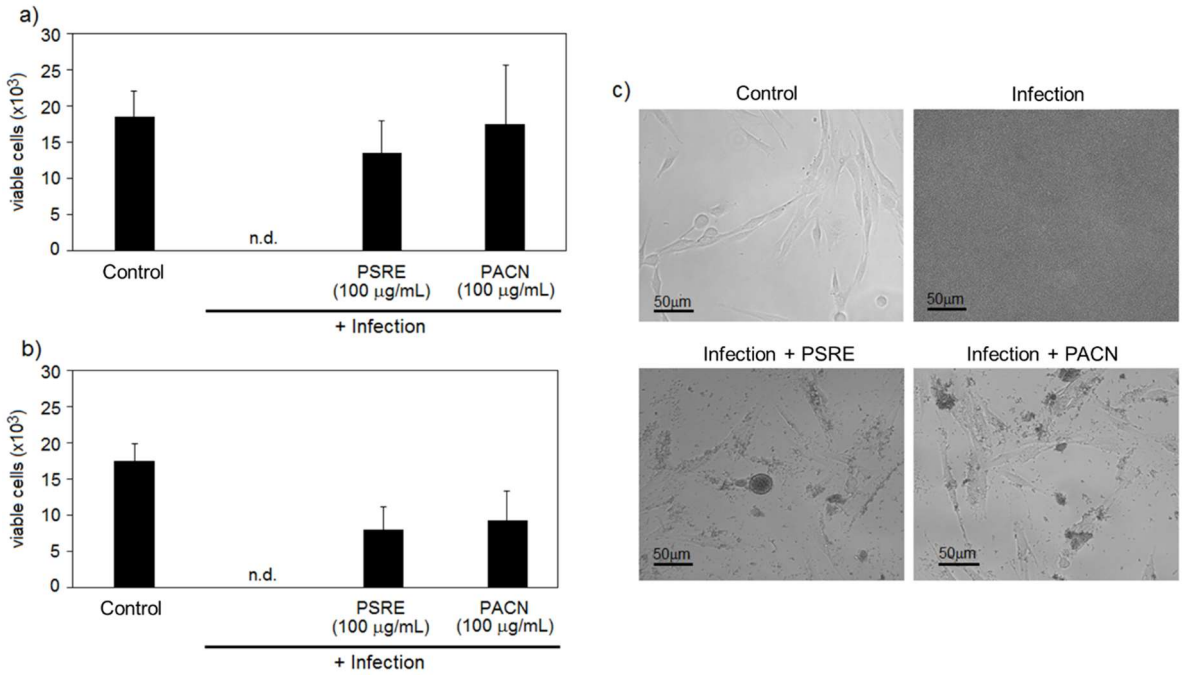 a)
30
25
20
15
10
5
0
viable cells (x10³)
n.d.
Control
PSRE
(100 µg/mL)
PACN
(100 µg/mL)
+ Infection
b)
30
25
20
15
10
5
0
viable cells (x10³)
n.d.
Control
PSRE
(100 µg/mL)
PACN
(100 µg/mL)
+ Infection
c)
Control
50µm
Infection
50µm
Infection + PSRE
50µm
Infection + PACN
50µm